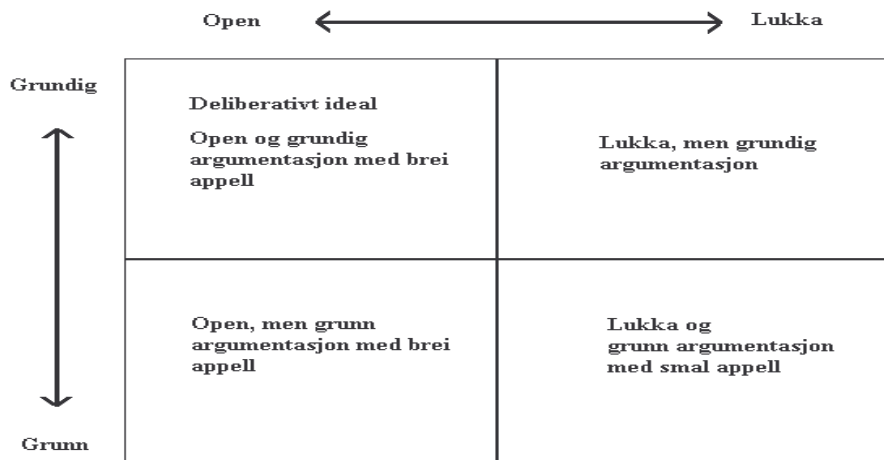 Open
Lukka
Grundig
Deliberativt ideal
Open og grundig
argumentasjon med brei
appell
Lukka, men grundig
argumentasjon
Open, men grunn
argumentasjon med brei
appell
Lukka og
grunn argumentasjon
med smal appell
Grunn